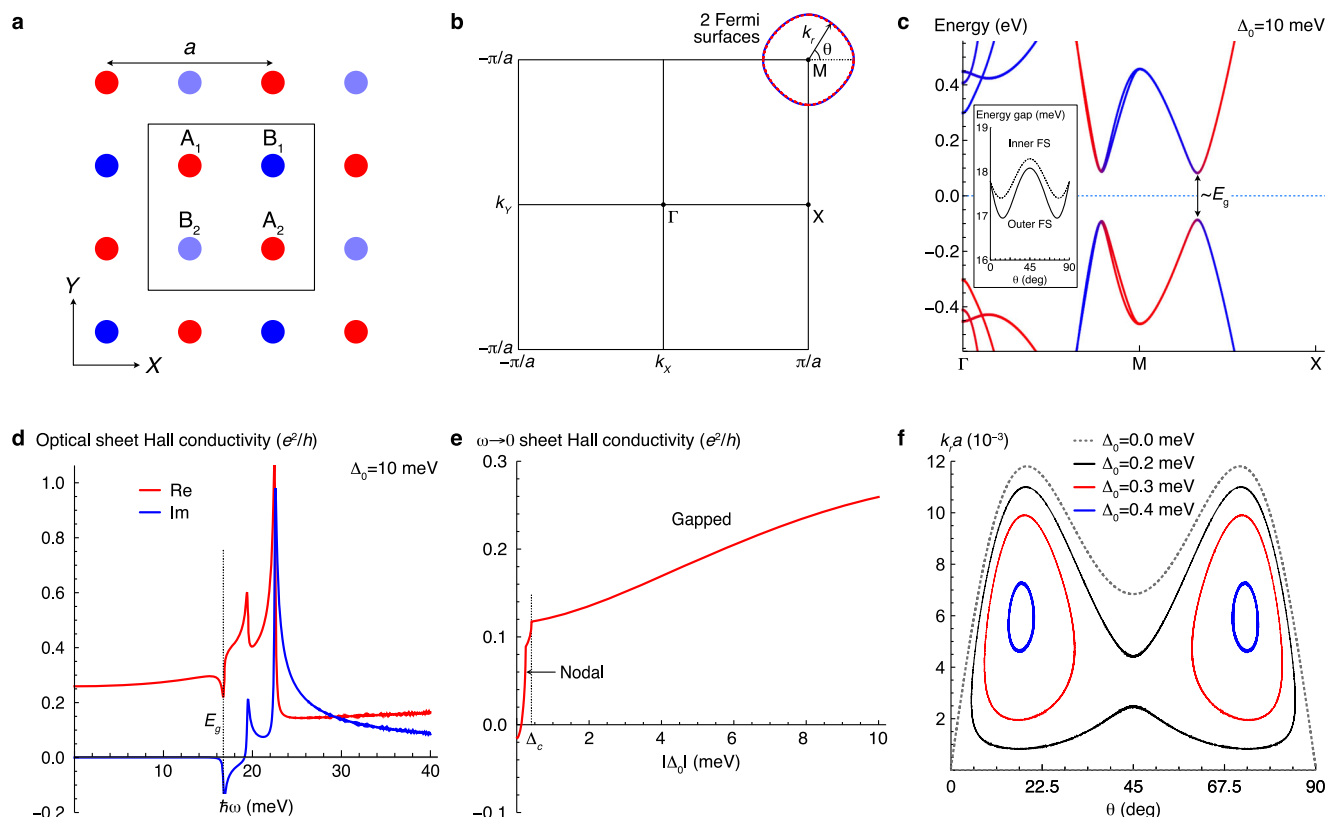 a
a
A1
B1
B2
A2
Y
X
b
2 Fermi
surfaces
kr
θ
M
−π/a
kY
Γ
X
−π/a
−π/a
kX
π/a
c Energy (eV) Δ0=10 meV
0.4
0.2
0.0
−0.2
−0.4
Energy gap (meV)
19
18
17
16
Inner FS
Outer FS
0 45 90
θ (deg)
~Eg
Γ M X
d Optical sheet Hall conductivity (e²/h)
Δ0=10 meV
Re
Im
1.0
0.8
0.6
0.4
0.2
0.0
−0.2
Eg
20 30 40
ℏω (meV)
e ω→0 sheet Hall conductivity (e²/h)
0.3
0.2
0.1
0.0
−0.1
Gapped
Nodal
Δc 2 4 6 8 10
|Δ0| (meV)
f kra (10⁻³)
Δ0=0.0 meV
Δ0=0.2 meV
Δ0=0.3 meV
Δ0=0.4 meV
12
10
8
6
4
2
0 22.5 45 67.5 90
θ (deg)